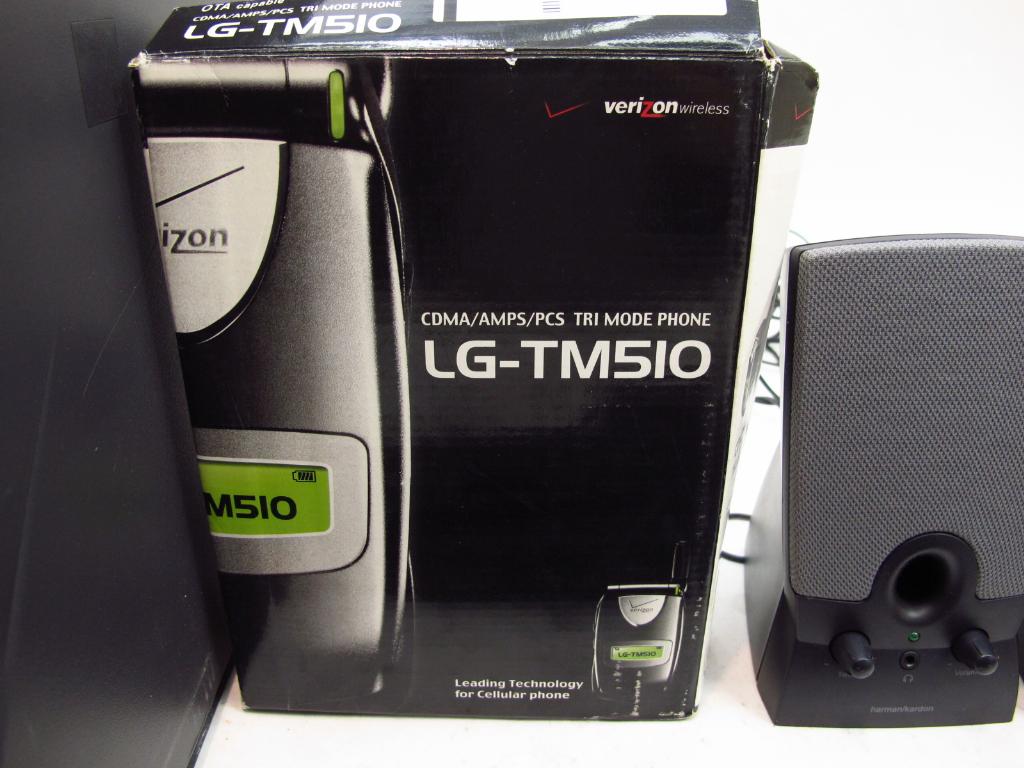 OTA capable
CDMA/AMPS/PCS TRI MODE PHONE
LG-TM510
verizon wireless
izon
CDMA/AMPS/PCS TRI MODE PHONE
LG-TM510
M510
verizon
LG-TM510
Leading Technology
for Cellular phone
harman/kardon